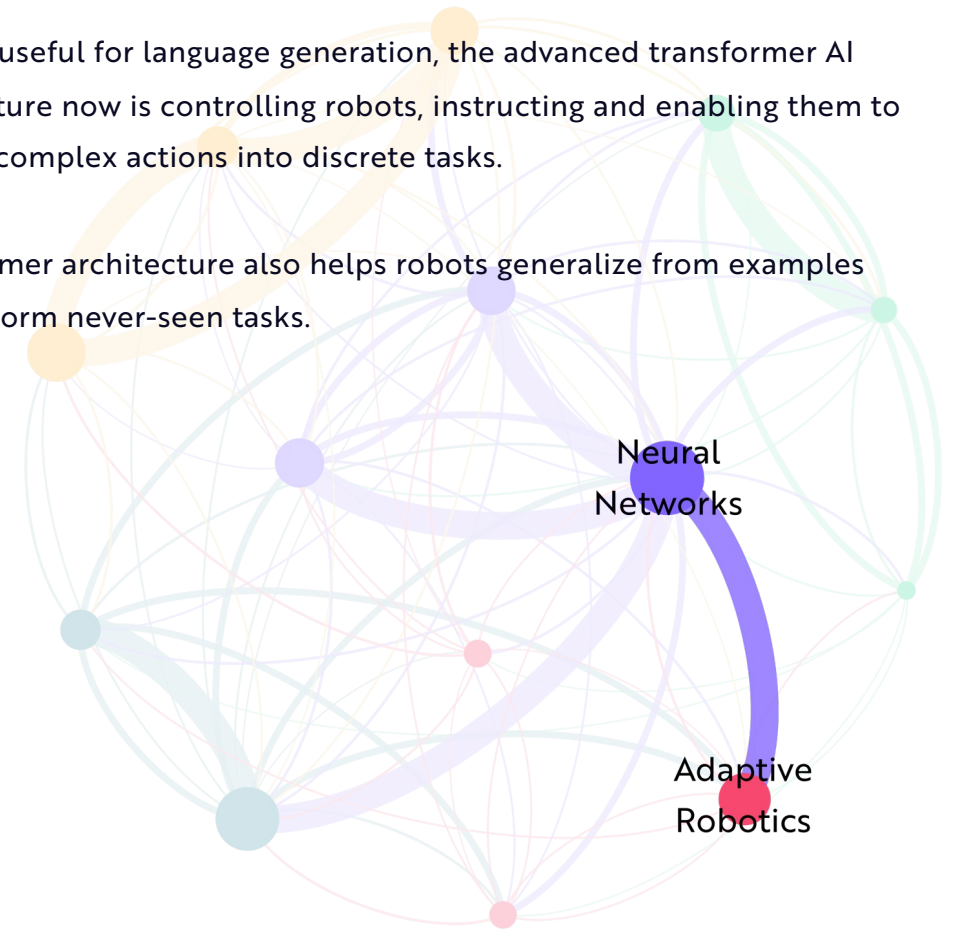 useful for language generation, the advanced transformer AI
ture now is controlling robots, instructing and enabling them to
complex actions into discrete tasks.
mer architecture also helps robots generalize from examples
orm never-seen tasks.
Neural
Networks
Adaptive
Robotics